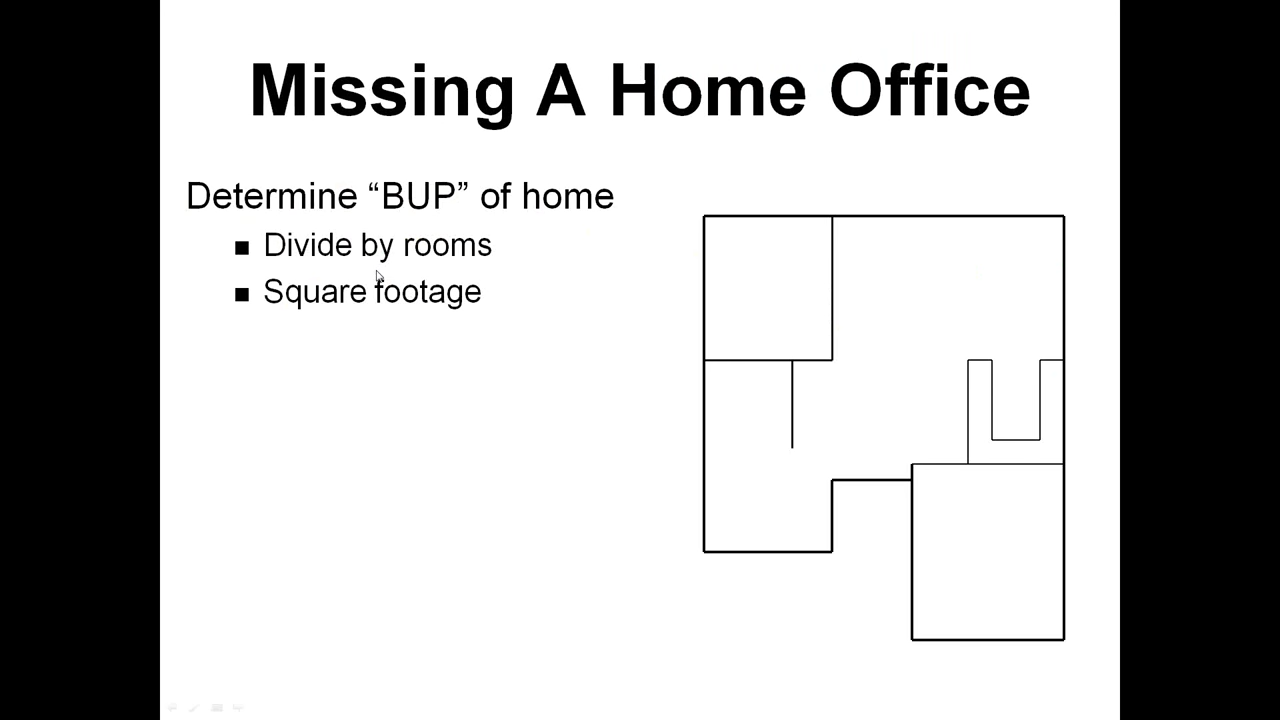 Missing A Home Office
Determine “BUP” of home
■ Divide by rooms
■ Square footage